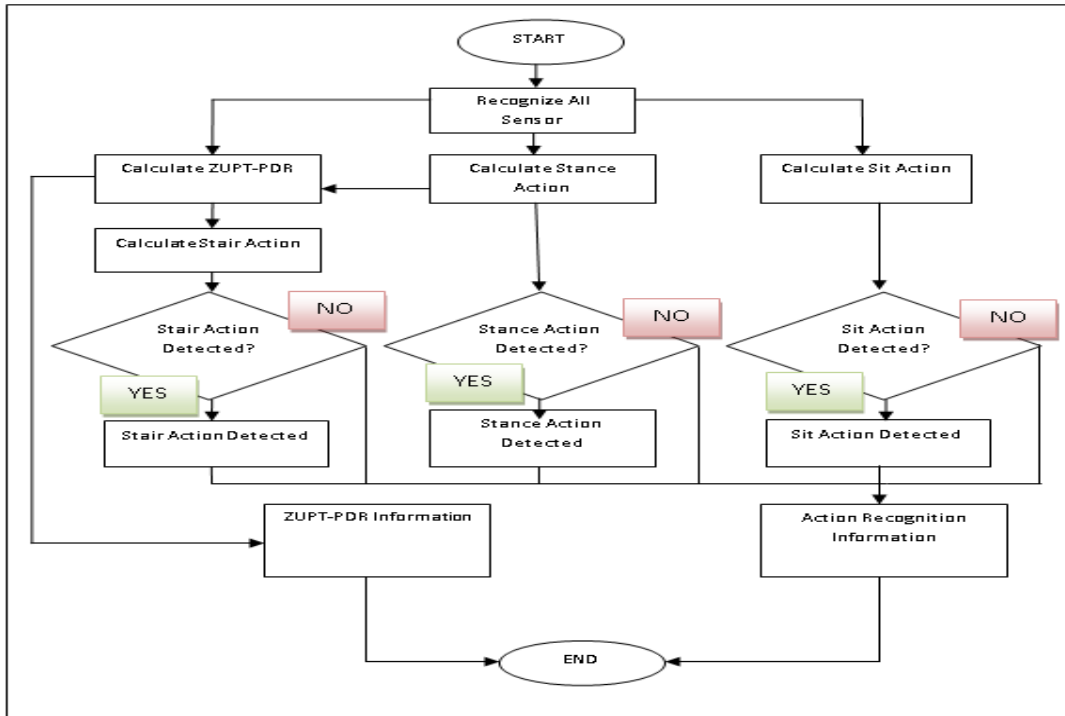 START
Recognize All
Sensor
Calculate ZUPT-PDR
Calculate Stance
Action
Calculate Sit Action
Calculate Stair Action
Stair Action
Detected?
NO
YES
Stance Action
Detected?
NO
YES
Sit Action
Detected?
NO
YES
Stair Action Detected
Stance Action
Detected
Sit Action Detected
ZUPT-PDR Information
Action Recognition
Information
END